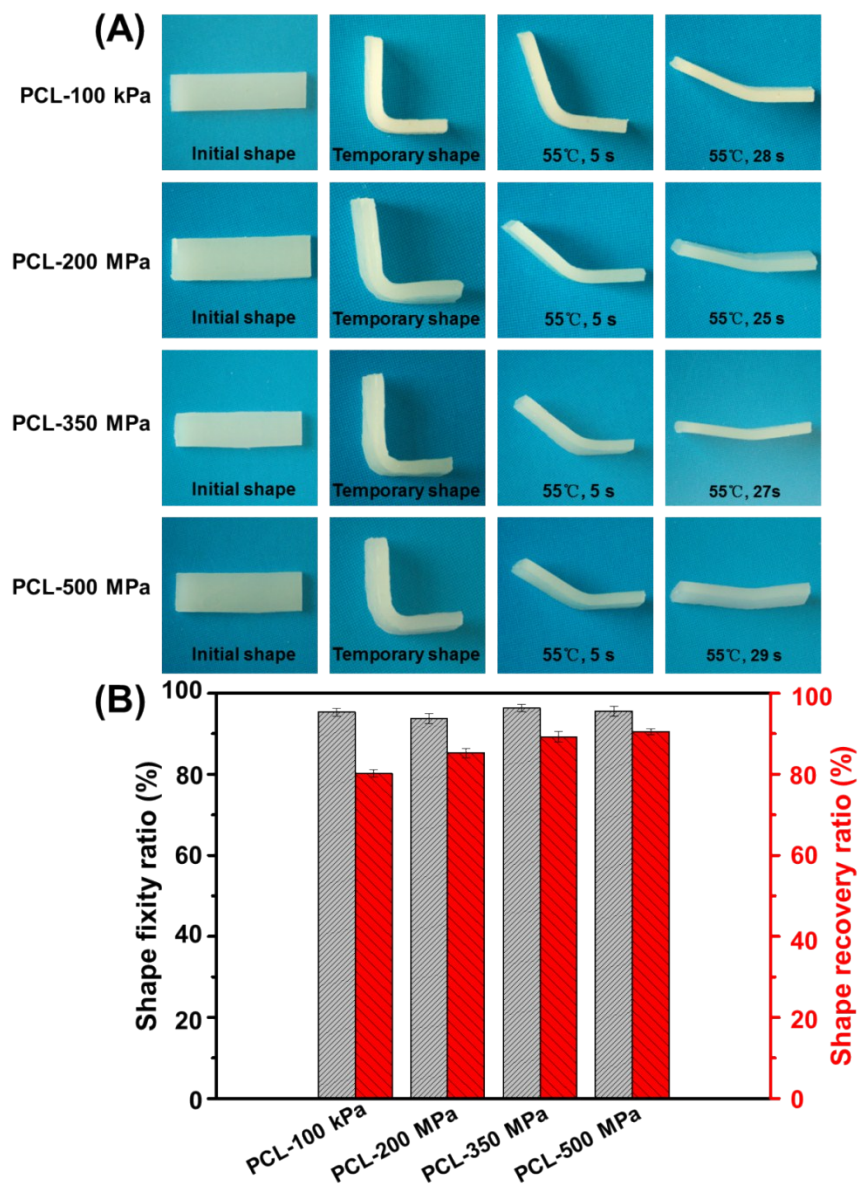 (A)
PCL-100 kPa
Initial shape
Temporary shape
55℃, 5 s
55℃, 28 s
PCL-200 MPa
Initial shape
Temporary shape
55℃, 5 s
55℃, 25 s
PCL-350 MPa
Initial shape
Temporary shape
55℃, 5 s
55℃, 27s
PCL-500 MPa
Initial shape
Temporary shape
55℃, 5 s
55℃, 29 s
(B)
Shape fixity ratio (%)
100
80
60
40
20
0
100
80
60
40
20
0
Shape recovery ratio (%)
PCL-100 kPa
PCL-200 MPa
PCL-350 MPa
PCL-500 MPa